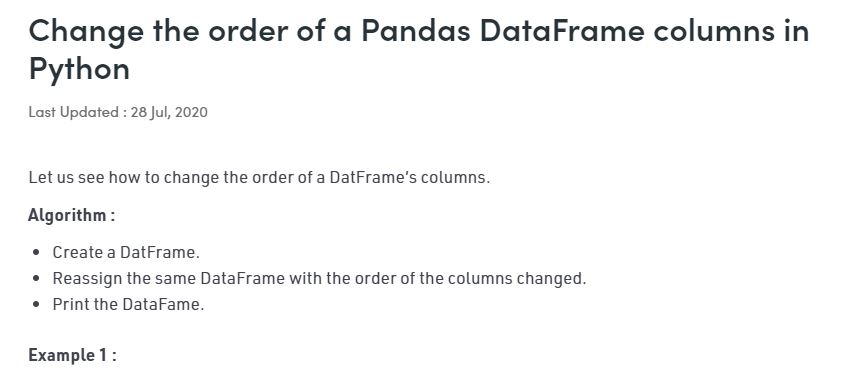 Change the order of a Pandas DataFrame columns in
Python
Last Updated : 28 Jul, 2020
Let us see how to change the order of a DatFrame’s columns.
Algorithm :
• Create a DatFrame.
• Reassign the same DataFrame with the order of the columns changed.
• Print the DataFame.
Example 1 :